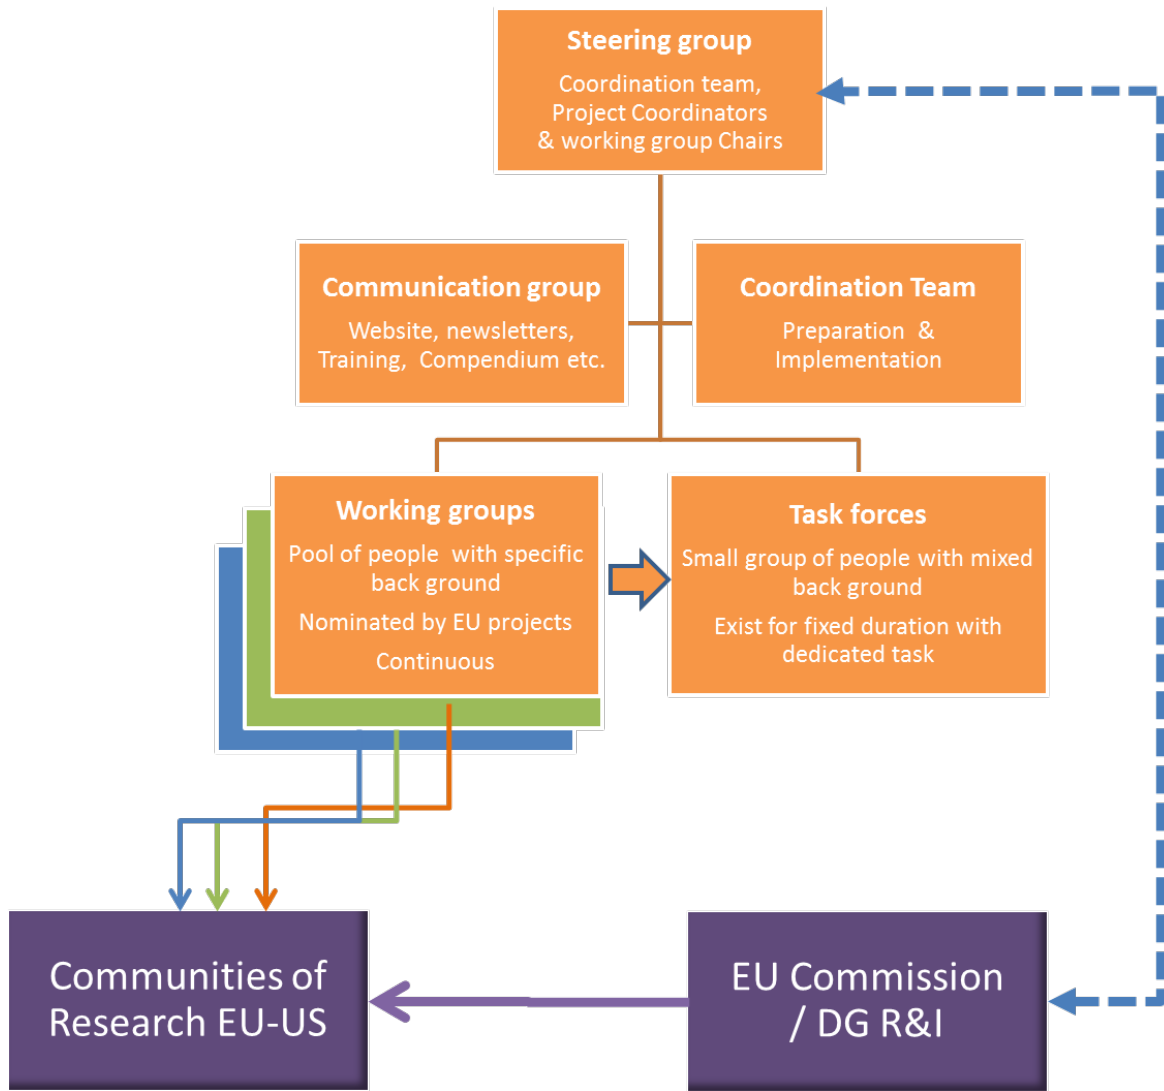 Steering group
Coordination team,
Project Coordinators
& working group Chairs
Communication group
Website, newsletters,
Training, Compendium etc.
Coordination Team
Preparation &
Implementation
Working groups
Pool of people with specific
back ground
Nominated by EU projects
Continuous
Task forces
Small group of people with mixed
back ground
Exist for fixed duration with
dedicated task
Communities of
Research EU-US
EU Commission
/ DG R&I